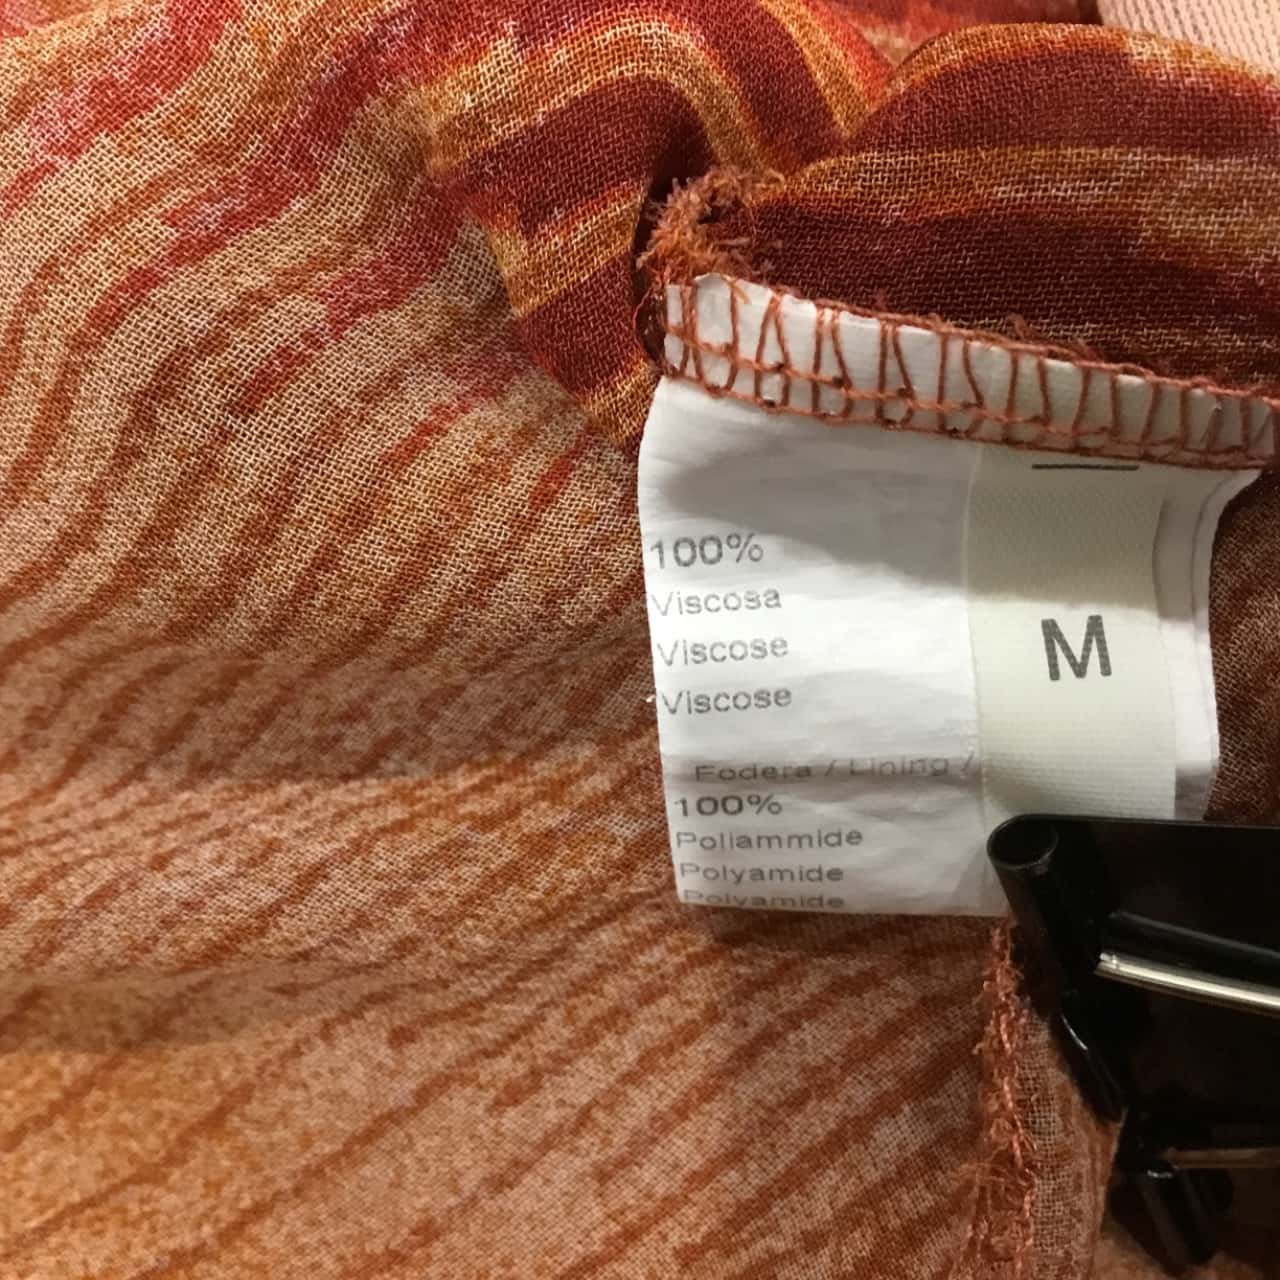 100%
Viscosa
Viscose
Viscose
Fodera / Lining /
100%
Poliammide
Polyamide
Polyamide
M